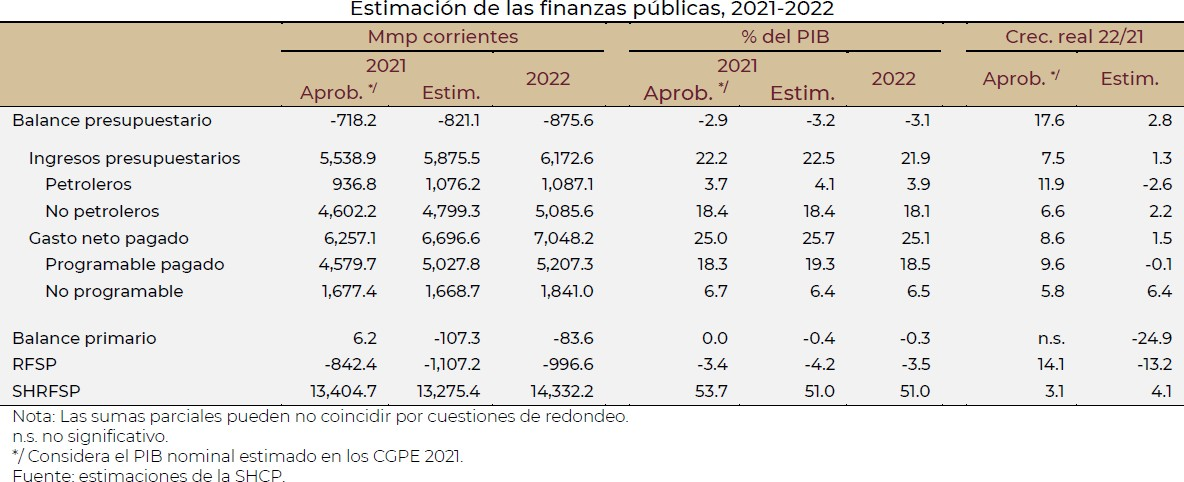 Estimación de las finanzas públicas, 2021-2022
Mmp corrientes % del PIB Crec. real 22/21
2021 2022 2021 2022 Aprob. */ Estim.
Aprob. */ Estim. Aprob. */ Estim.
Balance presupuestario -718.2 -821.1 -875.6 -2.9 -3.2 -3.1 17.6 2.8
Ingresos presupuestarios 5,538.9 5,875.5 6,172.6 22.2 22.5 21.9 7.5 1.3
Petroleros 936.8 1,076.2 1,087.1 3.7 4.1 3.9 11.9 -2.6
No petroleros 4,602.2 4,799.3 5,085.6 18.4 18.4 18.1 6.6 2.2
Gasto neto pagado 6,257.1 6,696.6 7,048.2 25.0 25.7 25.1 8.6 1.5
Programable pagado 4,579.7 5,027.8 5,207.3 18.3 19.3 18.5 9.6 -0.1
No programable 1,677.4 1,668.7 1,841.0 6.7 6.4 6.5 5.8 6.4
Balance primario 6.2 -107.3 -83.6 0.0 -0.4 -0.3 n.s. -24.9
RFSP -842.4 -1,107.2 -996.6 -3.4 -4.2 -3.5 14.1 -13.2
SHRFSP 13,404.7 13,275.4 14,332.2 53.7 51.0 51.0 3.1 4.1
Nota: Las sumas parciales pueden no coincidir por cuestiones de redondeo.
n.s. no significativo.
*/ Considera el PIB nominal estimado en los CGPE 2021.
Fuente: estimaciones de la SHCP.